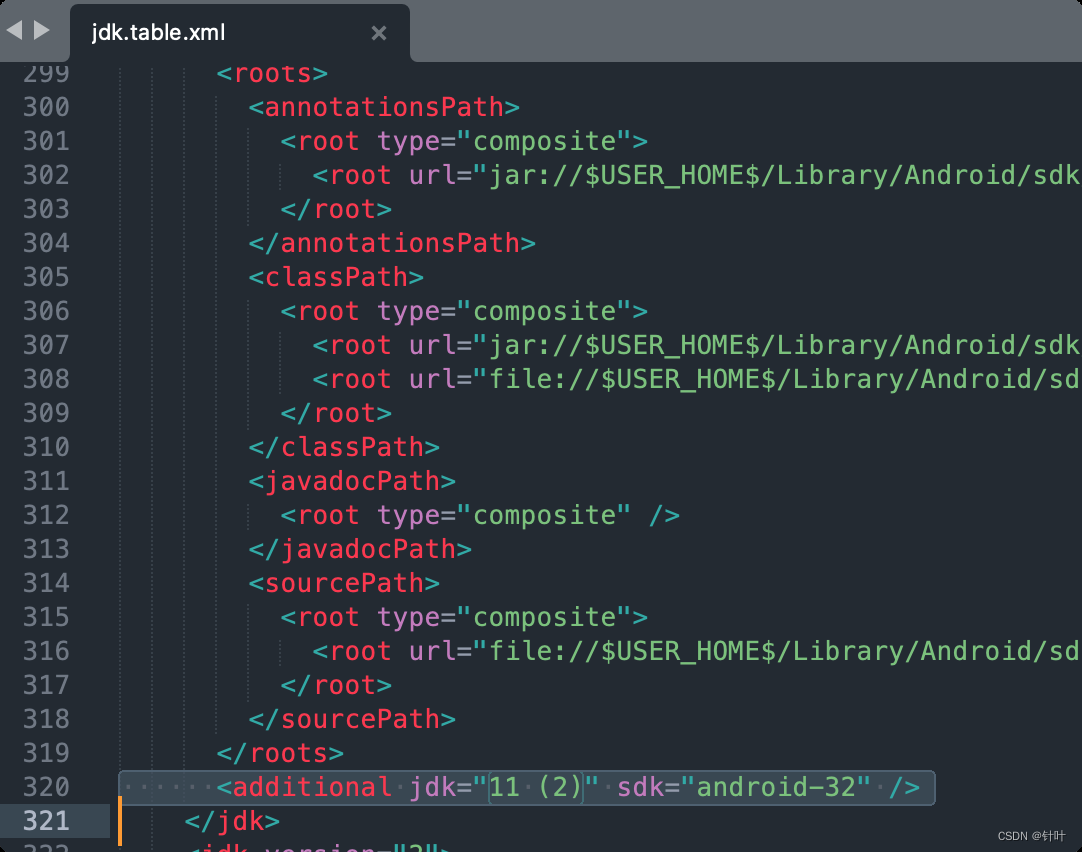 jdk.table.xml
299 <roots>
300 <annotationsPath>
301 <root type="composite">
302 <root url="jar://$USER_HOME$/Library/Android/sdk
303 </root>
304 </annotationsPath>
305 <classPath>
306 <root type="composite">
307 <root url="jar://$USER_HOME$/Library/Android/sdk
308 <root url="file://$USER_HOME$/Library/Android/sd
309 </root>
310 </classPath>
311 <javadocPath>
312 <root type="composite" />
313 </javadocPath>
314 <sourcePath>
315 <root type="composite">
316 <root url="file://$USER_HOME$/Library/Android/sd
317 </root>
318 </sourcePath>
319 </roots>
320 <additional jdk="11 (2)" sdk="android-32" />
321 </jdk>
322 <jdk version="2">
CSDN @针叶